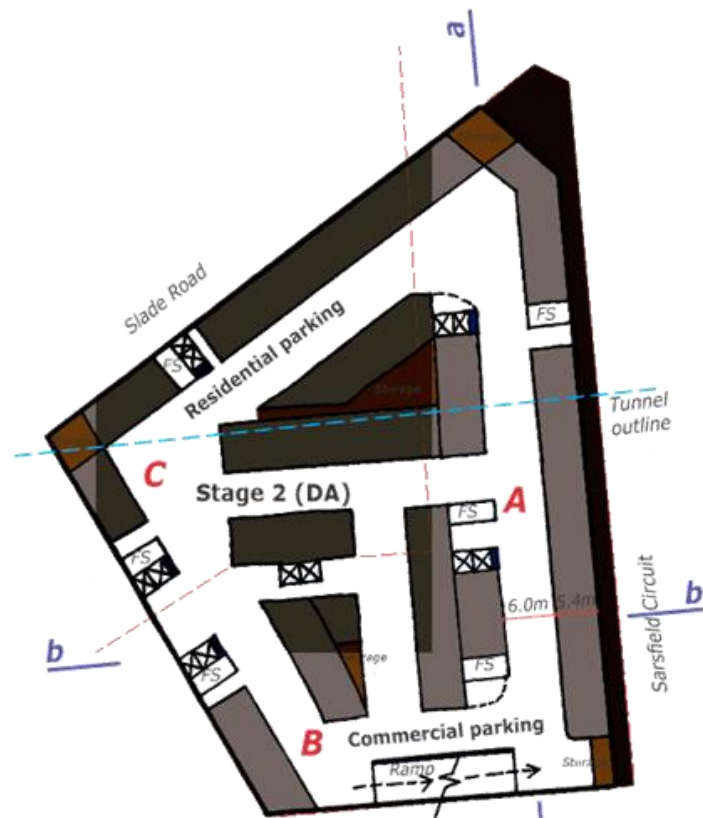 a
Storage
Slade Road
FS
FS
Residential parking
Storage
Tunnel
outline
C
Stage 2 (DA)
A
FS
FS
6.0m 5.4m
b
Sarsfield Circuit
b
FS
FS
B
Commercial parking
Ramp